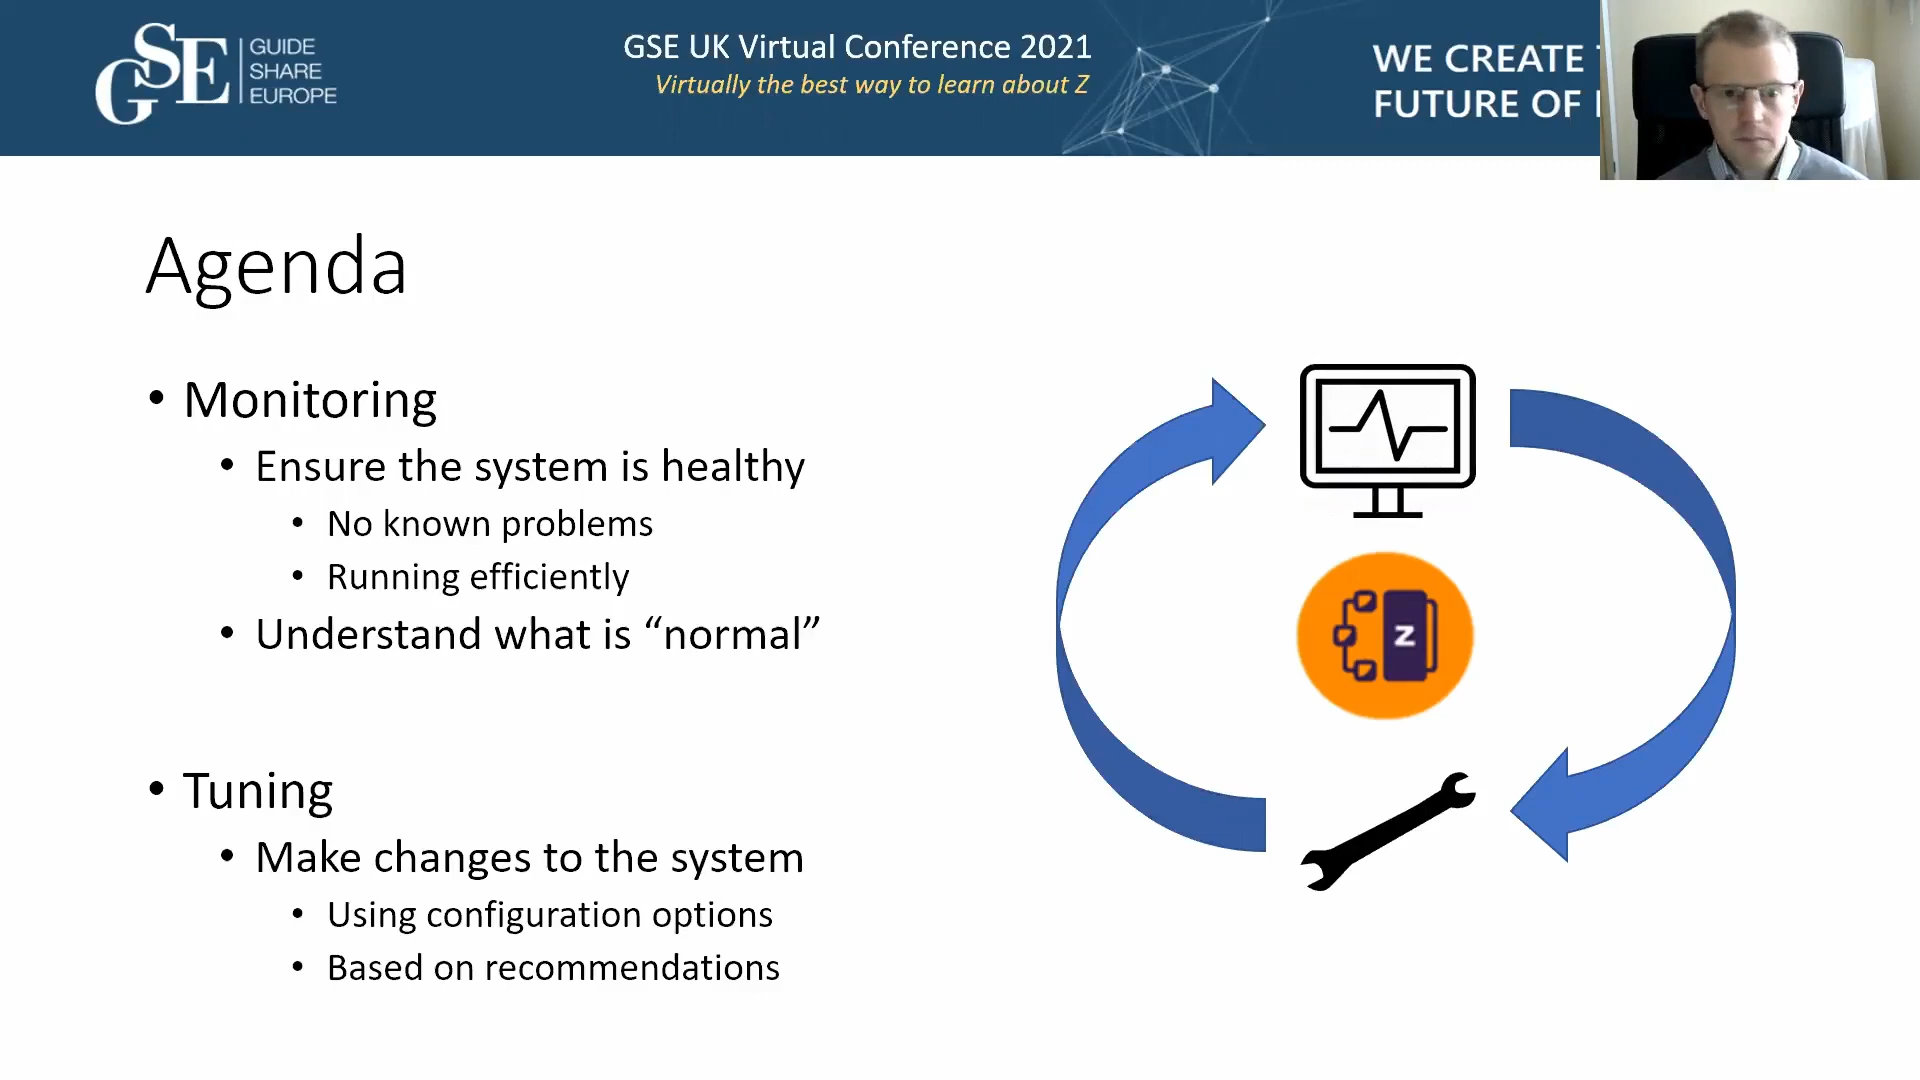 GSE GUIDE
SHARE
EUROPE
GSE UK Virtual Conference 2021
Virtually the best way to learn about Z
WE CREATE
FUTURE OF
Agenda
• Monitoring
• Ensure the system is healthy
• No known problems
• Running efficiently
• Understand what is “normal”
• Tuning
• Make changes to the system
• Using configuration options
• Based on recommendations
Z